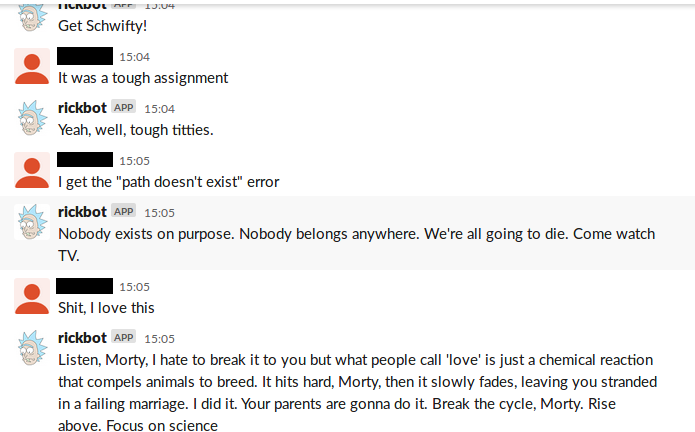 rickbot APP 15:04
Get Schwifty!
15:04
It was a tough assignment
rickbot APP 15:04
Yeah, well, tough titties.
15:05
I get the "path doesn't exist" error
rickbot APP 15:05
Nobody exists on purpose. Nobody belongs anywhere. We're all going to die. Come watch
TV.
15:05
Shit, I love this
rickbot APP 15:05
Listen, Morty, I hate to break it to you but what people call 'love' is just a chemical reaction
that compels animals to breed. It hits hard, Morty, then it slowly fades, leaving you stranded
in a failing marriage. I did it. Your parents are gonna do it. Break the cycle, Morty. Rise
above. Focus on science